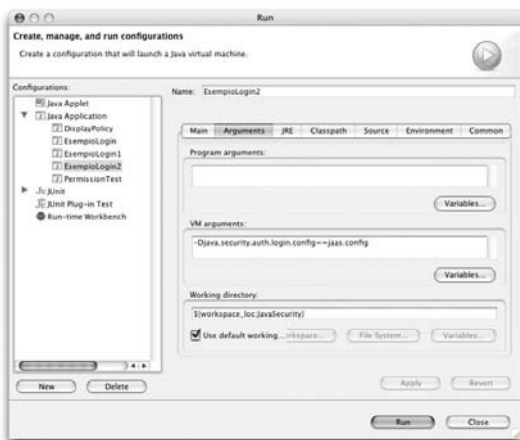 Run
Create, manage, and run configurations
Create a configuration that will launch a Java virtual machine.
Configurations:
Java Applet
Java Application
DisplayPolicy
EsempioLogin
EsempioLogin1
EsempioLogin2
PermissionTest
JUnit
JUnit Plug-in Test
Run-time Workbench
New
Delete
Name: EsempioLogin2
Main Arguments JRE Classpath Source Environment Common
Program arguments:
Variables...
VM arguments:
-Djava.security.auth.login.config==jaas.config
Variables...
Working directory:
${workspace_loc:JavaSecurity}
Use default working... File System... Variables...
Apply Revert
Run Close